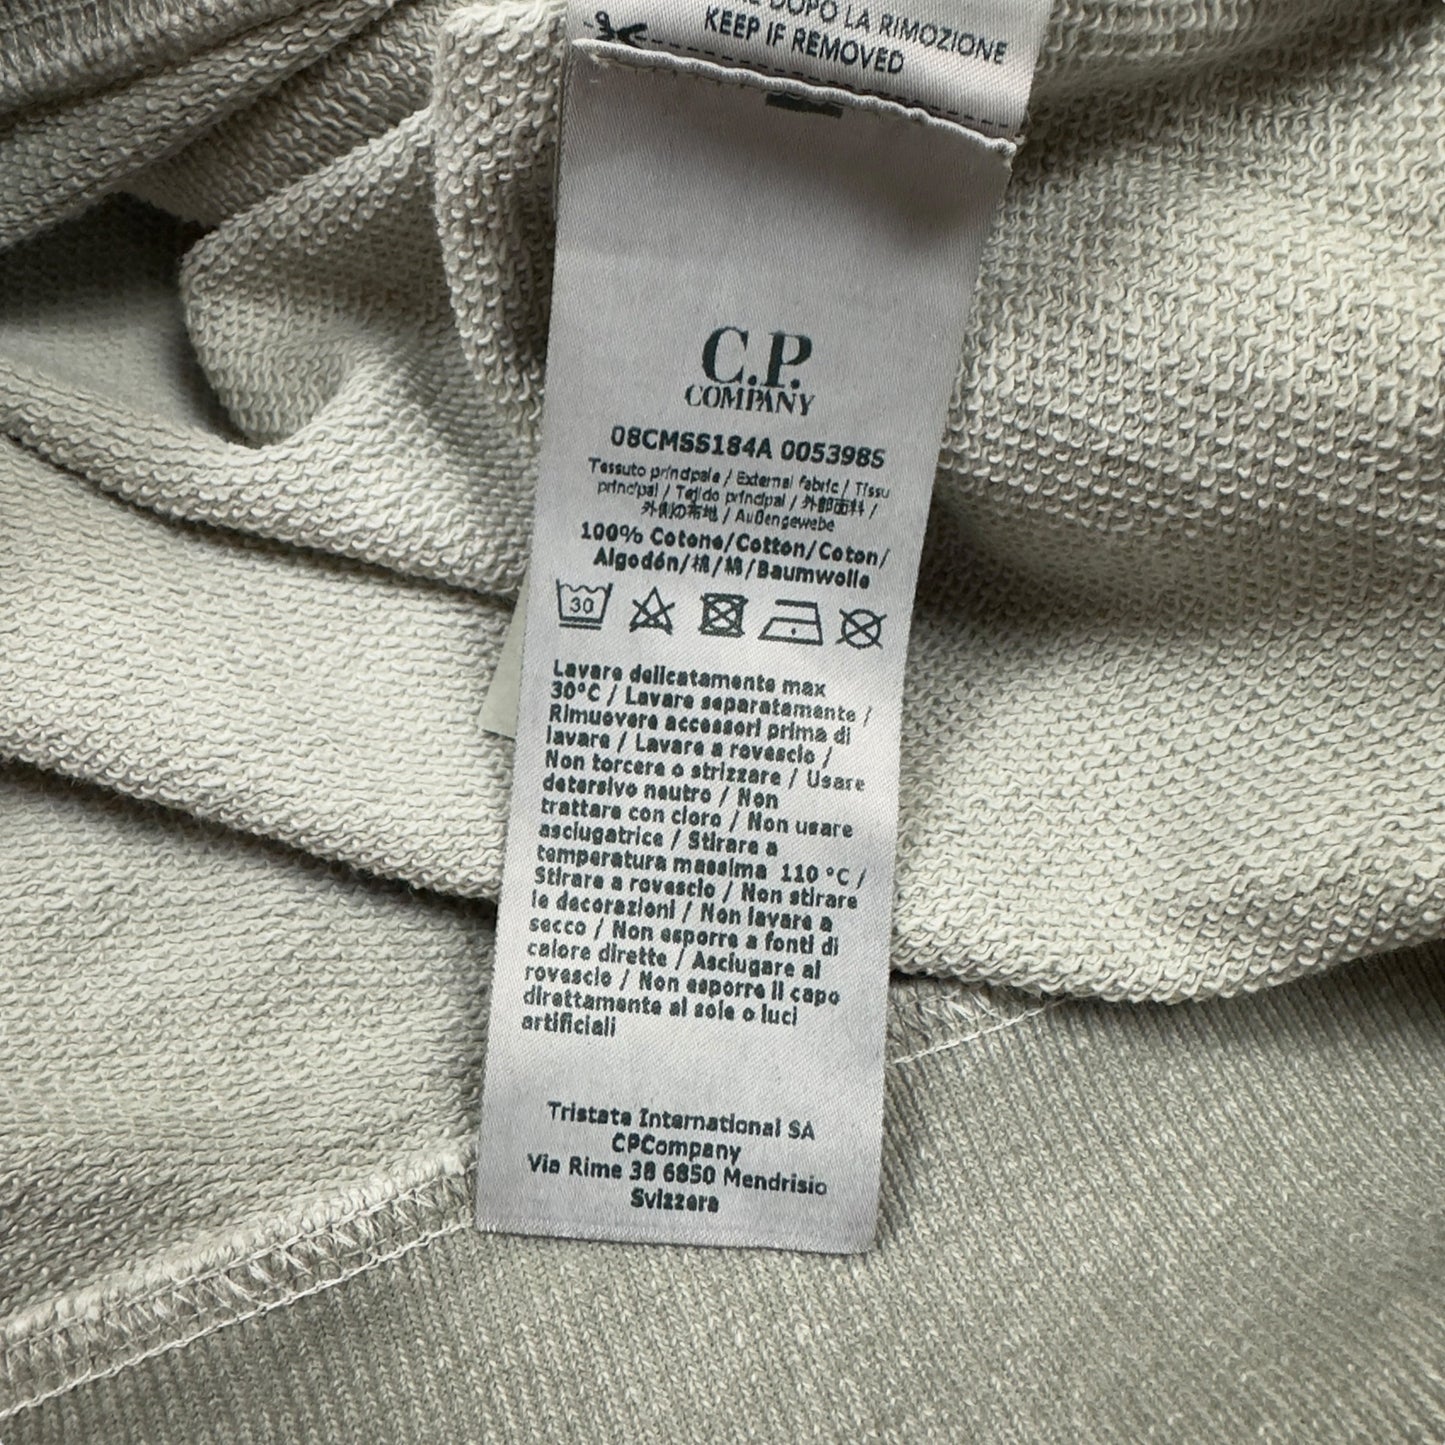 DOPO LA RIMOZIONE
KEEP IF REMOVED
C.P.
COMPANY
08CMSS184A 005398S
Tessuto principale / External fabric / Tissu
principal / Tejido principal / 外部面料 /
外側の布地 / Außengewebe
100% Cotone/Cotton/Coton/
Algodón/棉/綿/Baumwolle
30
Lavare delicatamente max
30°C / Lavare separatamente /
Rimuovere accessori prima di
lavare / Lavare a rovescio /
Non torcere o strizzare / Usare
detersivo neutro / Non
trattare con cloro / Non usare
asciugatrice / Stirare a
temperatura massima 110 °C /
Stirare a rovescio / Non stirare
le decorazioni / Non lavare a
secco / Non esporre a fonti di
calore dirette / Asciugare al
rovescio / Non esporre il capo
direttamente al sole o luci
artificiali
Tristate International SA
CPCompany
Via Rime 38 6850 Mendrisio
Svizzera